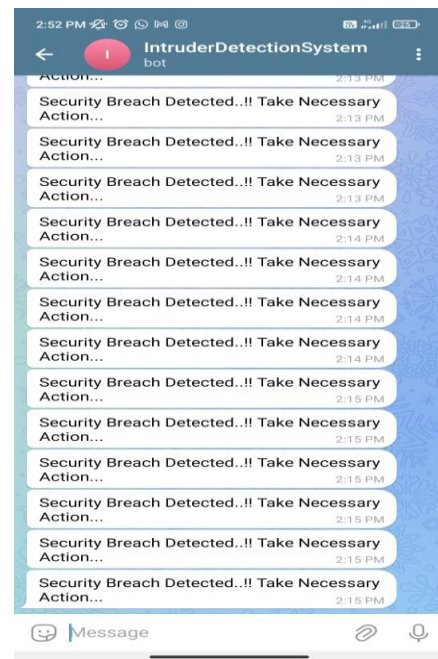 2:52 PM
IntruderDetectionSystem
I
bot
Action...
2:13 PM
Security Breach Detected..!! Take Necessary
Action...
2:13 PM
Security Breach Detected..!! Take Necessary
Action...
2:13 PM
Security Breach Detected..!! Take Necessary
Action...
2:13 PM
Security Breach Detected..!! Take Necessary
Action...
2:14 PM
Security Breach Detected..!! Take Necessary
Action...
2:14 PM
Security Breach Detected..!! Take Necessary
Action...
2:14 PM
Security Breach Detected..!! Take Necessary
Action...
2:14 PM
Security Breach Detected..!! Take Necessary
Action...
2:15 PM
Security Breach Detected..!! Take Necessary
Action...
2:15 PM
Security Breach Detected..!! Take Necessary
Action...
2:15 PM
Security Breach Detected..!! Take Necessary
Action...
2:15 PM
Security Breach Detected..!! Take Necessary
Action...
2:15 PM
Security Breach Detected..!! Take Necessary
Action...
2:15 PM
Message